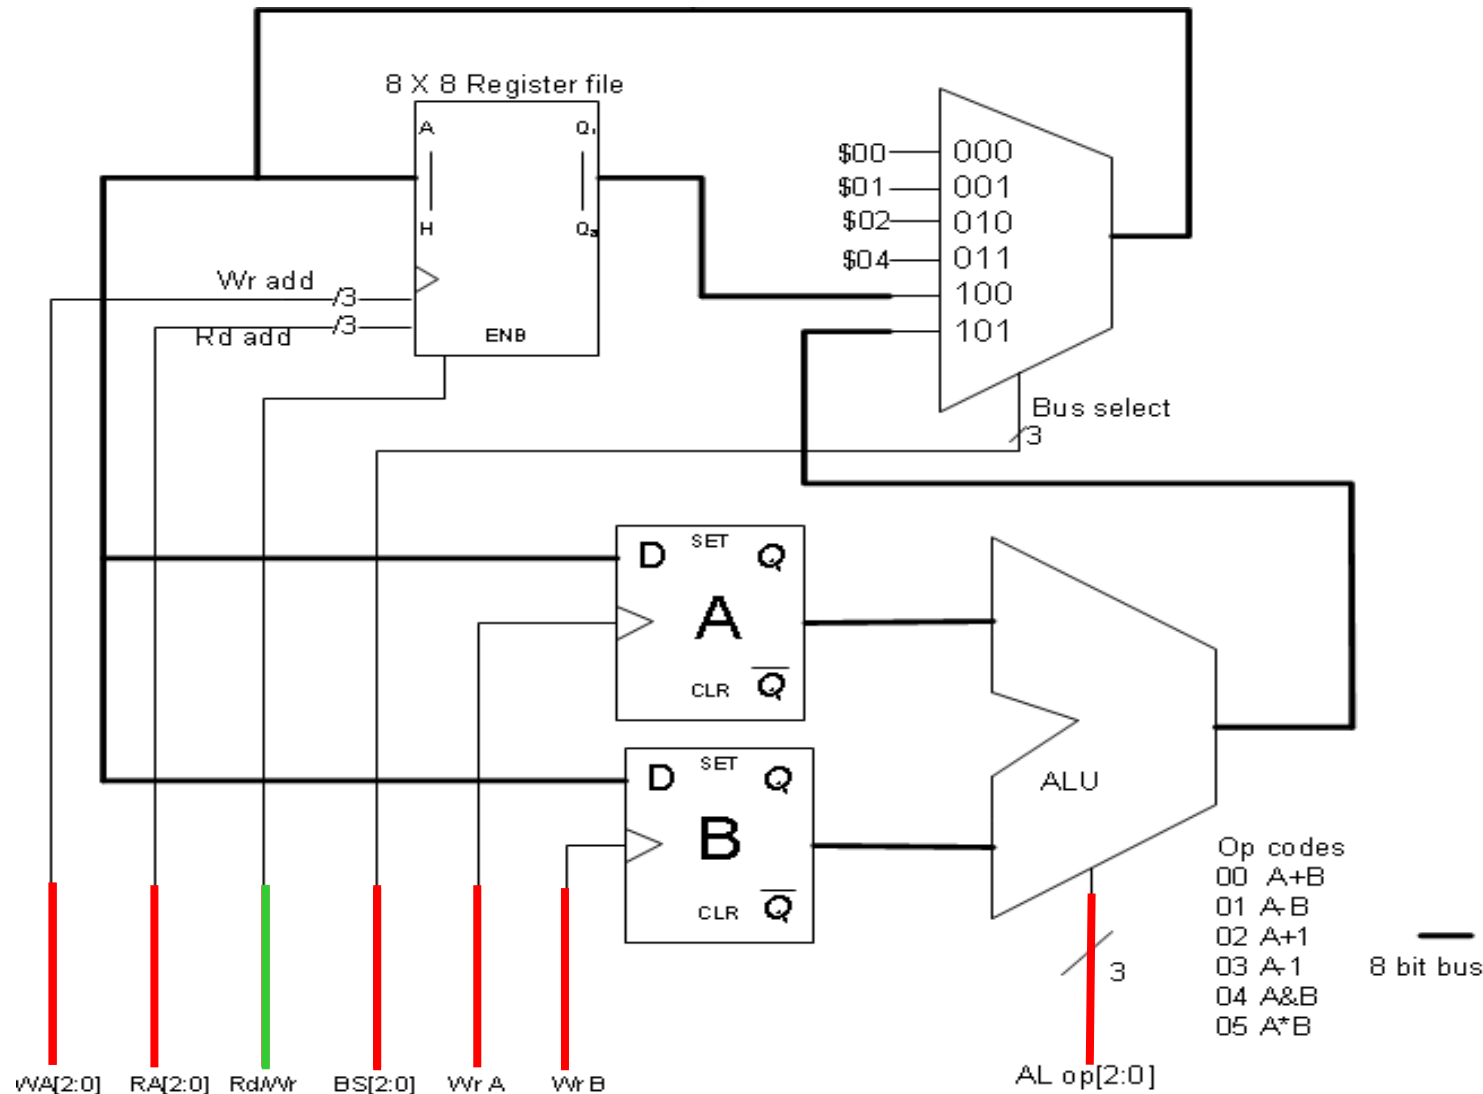 8 X 8 Register file
A
Q₁
H
Q₈
Wr add
/3
Rd add
/3
ENB
$00 000
$01 001
$02 010
$04 011
100
101
Bus select
3
SET
D Q
A
CLR Q
SET
D Q
B
CLR Q
ALU
3
Op codes
00 A+B
01 A-B
02 A+1
03 A-1
04 A&B
05 A*B
8 bit bus
WA[2:0]
RA[2:0]
Rd/Wr
BS[2:0]
Wr A
Wr B
AL op[2:0]